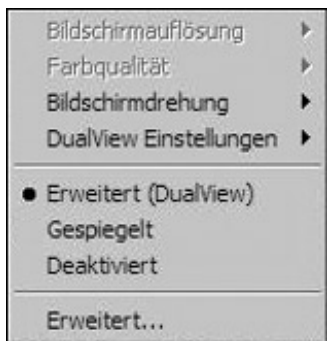 Bildschirmauflösung
Farbqualität
Bildschirmdrehung
DualView Einstellungen
Erweitert (DualView)
Gespiegelt
Deaktiviert
Erweitert...